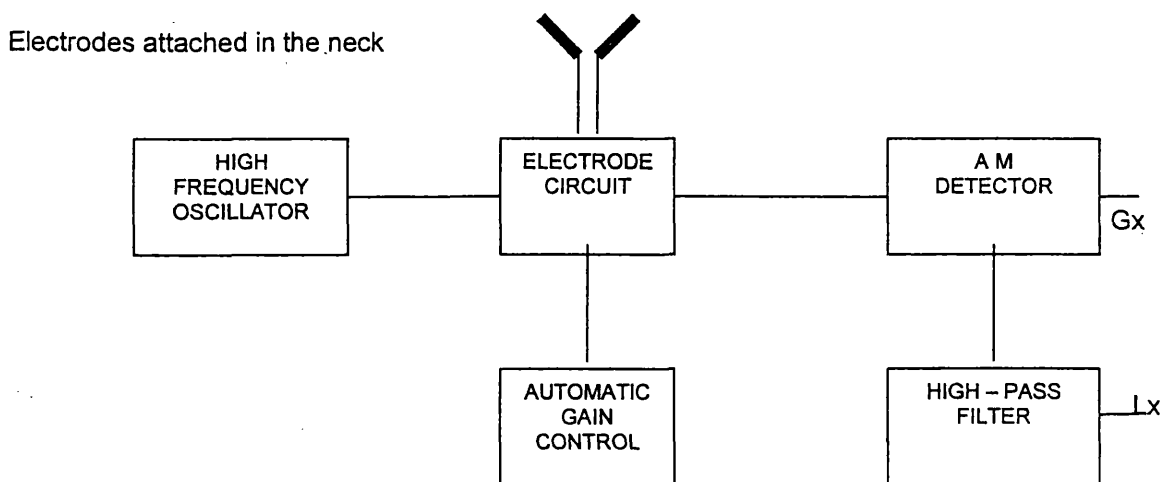 Electrodes attached in the neck
HIGH
FREQUENCY
OSCILLATOR
ELECTRODE
CIRCUIT
A M
DETECTOR
Gx
AUTOMATIC
GAIN
CONTROL
HIGH – PASS
FILTER
Lx